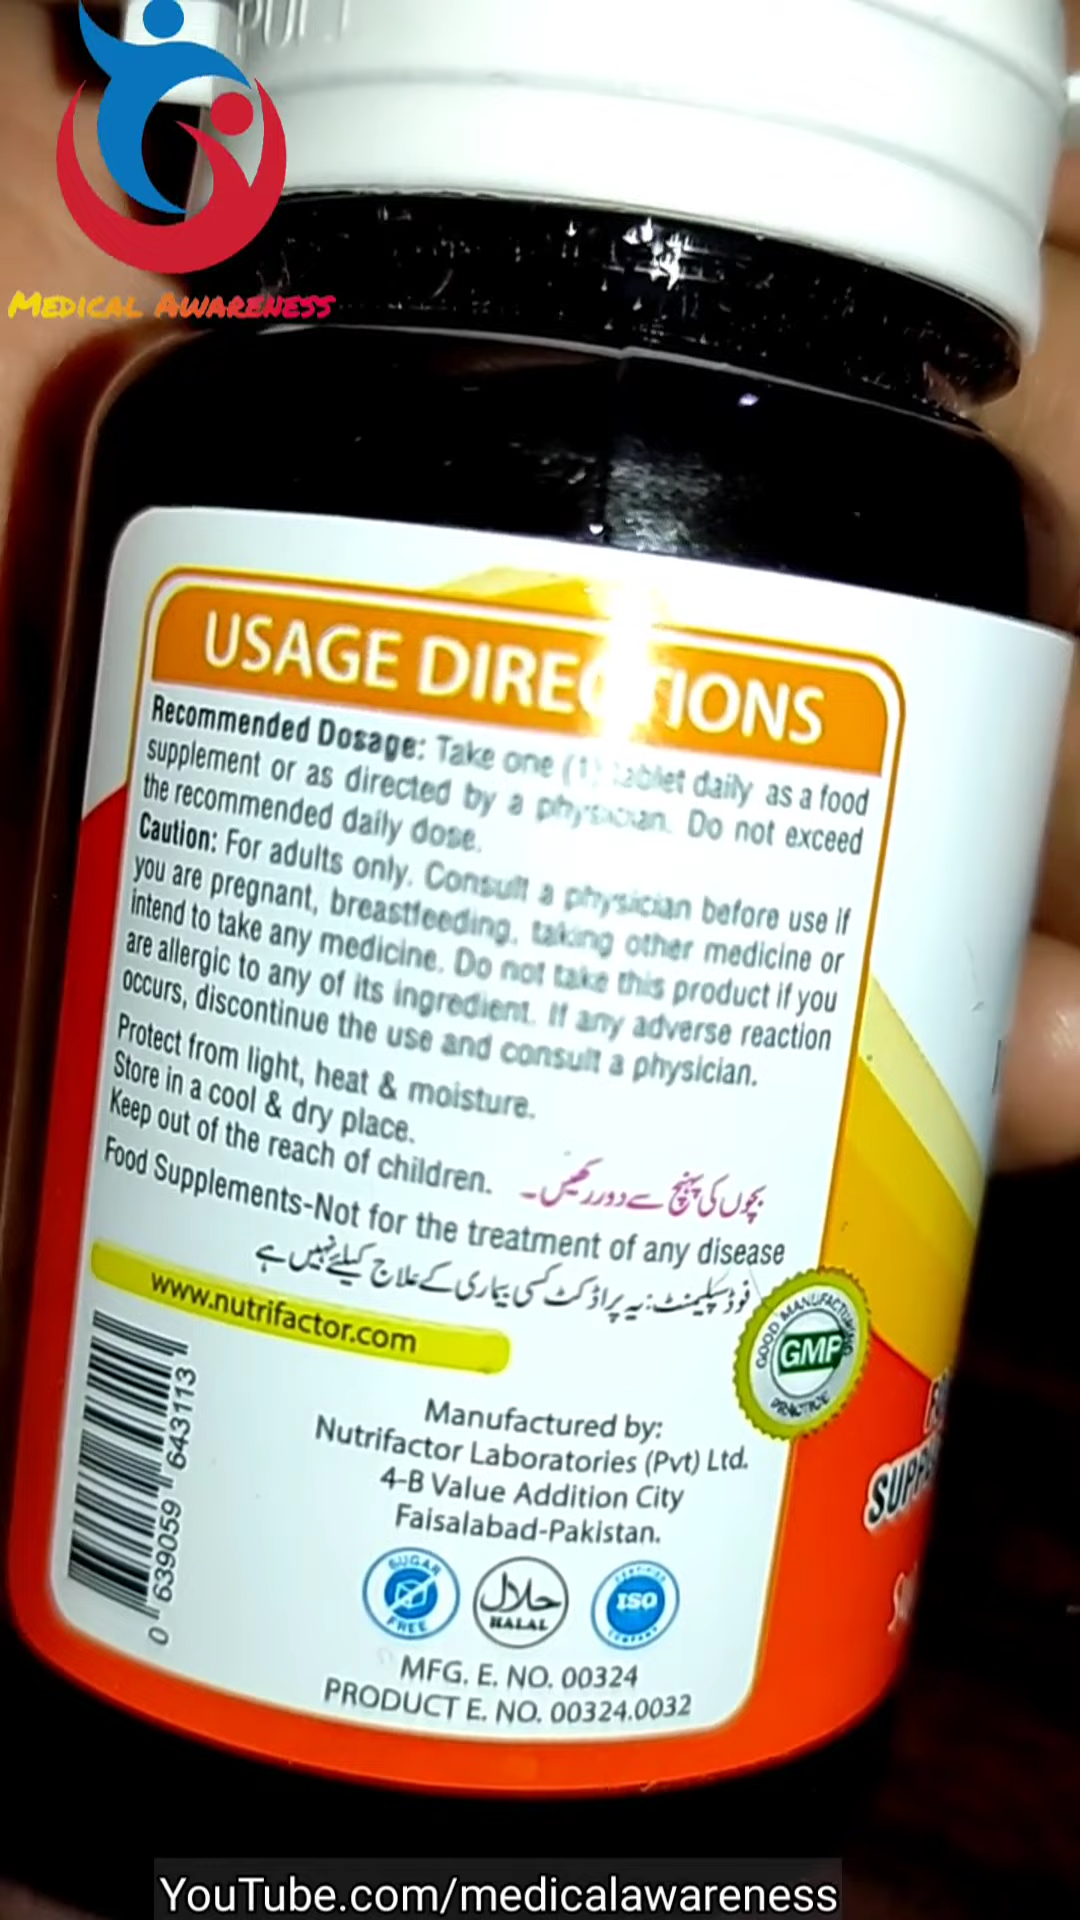 MEDICAL AWARENESS
USAGE DIRECTIONS
Recommended Dosage: Take one (1) tablet daily as a food
supplement or as directed by a physician. Do not exceed
the recommended daily dose.
Caution: For adults only. Consult a physician before use if
you are pregnant, breastfeeding, taking other medicine or
intend to take any medicine. Do not take this product if you
are allergic to any of its ingredient. If any adverse reaction
occurs, discontinue the use and consult a physician.
Protect from light, heat & moisture.
Store in a cool & dry place.
Keep out of the reach of children. بچوں کی پہنچ سے دور رکھیں۔
Food Supplements-Not for the treatment of any disease
فوڈ سپلیمنٹ: یہ پراڈکٹ کسی بیماری کے علاج کیلئے نہیں ہے
www.nutrifactor.com
GOOD MANUFACTURING
GMP
PRACTICE
0 639059 643113
Manufactured by:
Nutrifactor Laboratories (Pvt) Ltd.
4-B Value Addition City
Faisalabad-Pakistan.
SUGAR
FREE
حلال
HALAL
CERTIFIED
ISO
COMPANY
MFG. E. NO. 00324
PRODUCT E. NO. 00324.0032
YouTube.com/medicalawareness